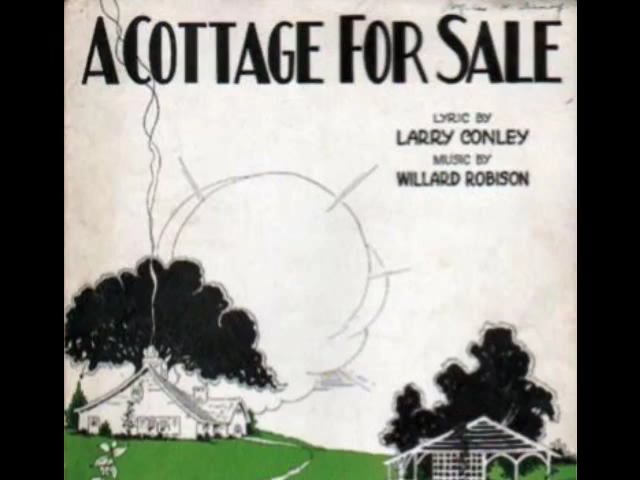 A COTTAGE FOR SALE
LYRIC BY
LARRY CONLEY
MUSIC BY
WILLARD ROBISON